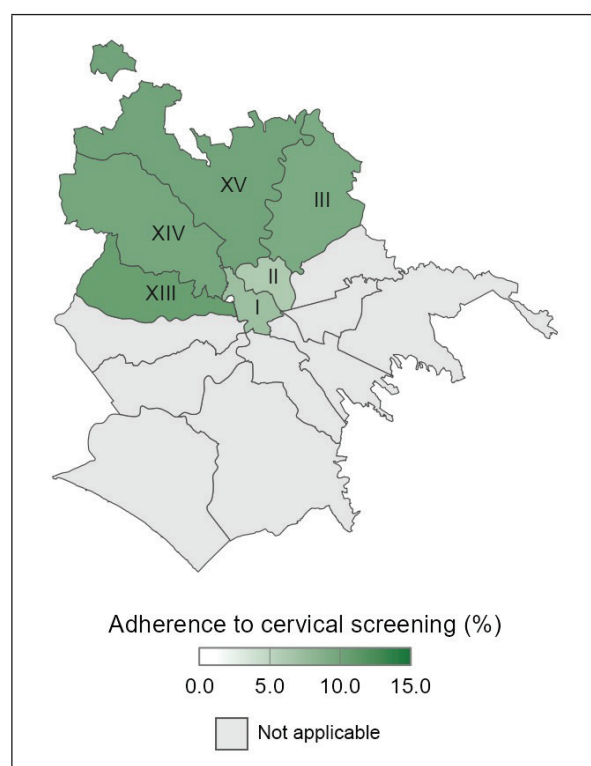 XV
III
XIV
XIII
II
I
Adherence to cervical screening (%)
0.0 5.0 10.0 15.0
Not applicable